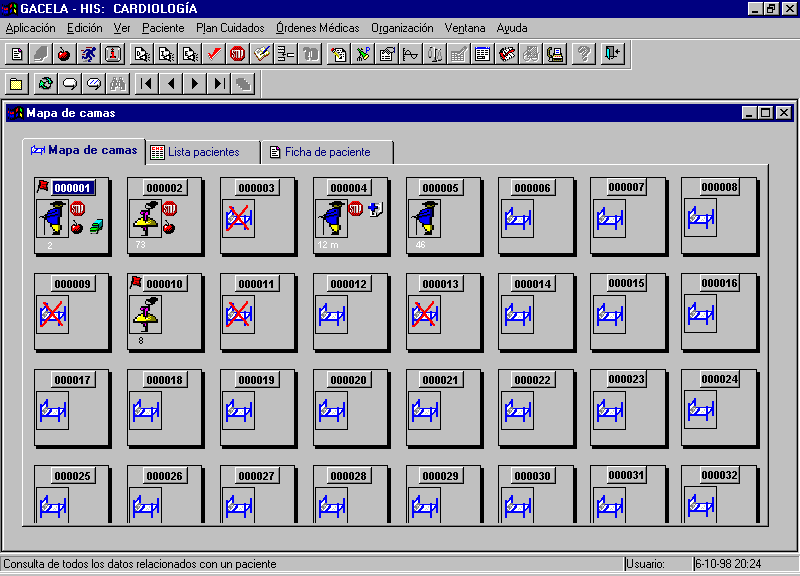 GACELA - HIS: CARDIOLOGÍA
Aplicación Edición Ver Paciente Plan Cuidados Órdenes Médicas Organización Ventana Ayuda
Mapa de camas
Mapa de camas Lista pacientes Ficha de paciente
000001 000002 000003 000004 000005 000006 000007 000008
2 73 12 m 46
000009 000010 000011 000012 000013 000014 000015 000016
8
000017 000018 000019 000020 000021 000022 000023 000024
000025 000026 000027 000028 000029 000030 000031 000032
Consulta de todos los datos relacionados con un paciente Usuario: 6-10-98 20:24